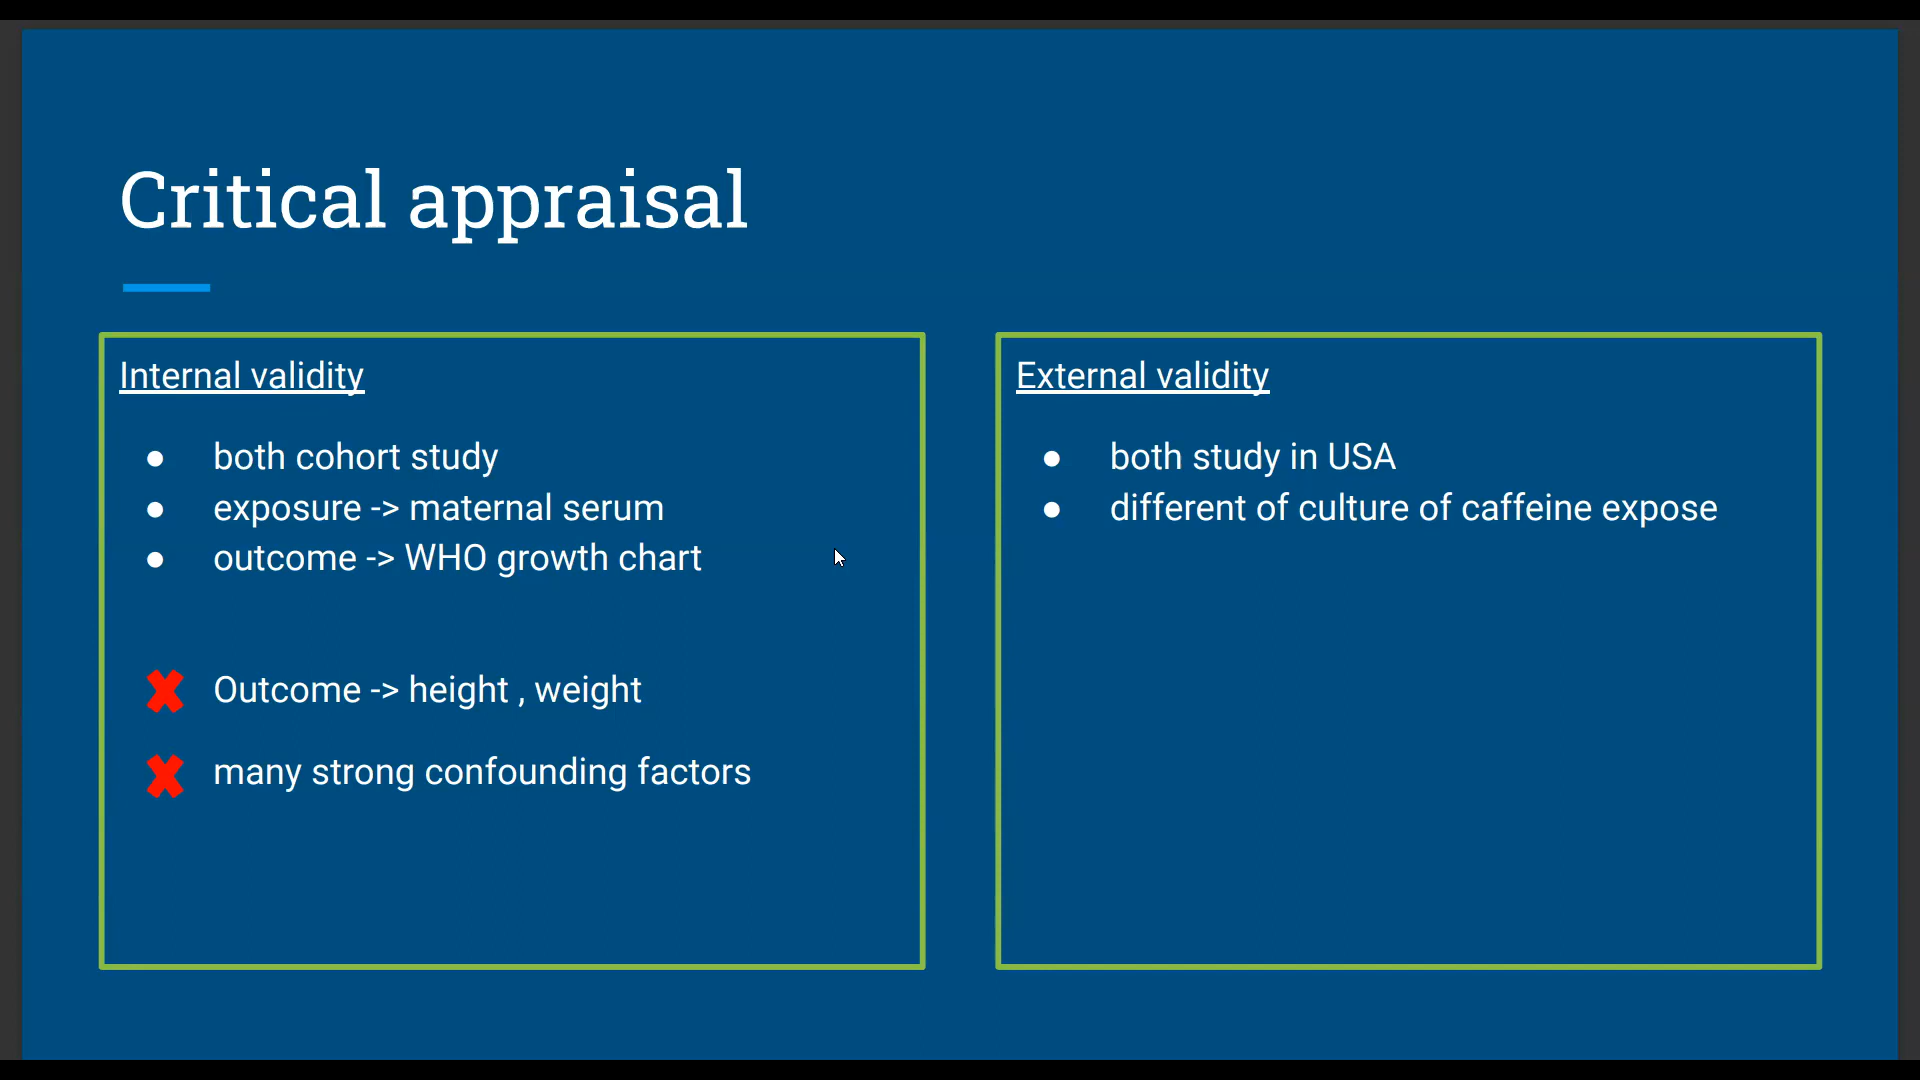 Critical appraisal
Internal validity
● both cohort study
● exposure -> maternal serum
● outcome -> WHO growth chart
Outcome -> height , weight
many strong confounding factors
External validity
● both study in USA
● different of culture of caffeine expose